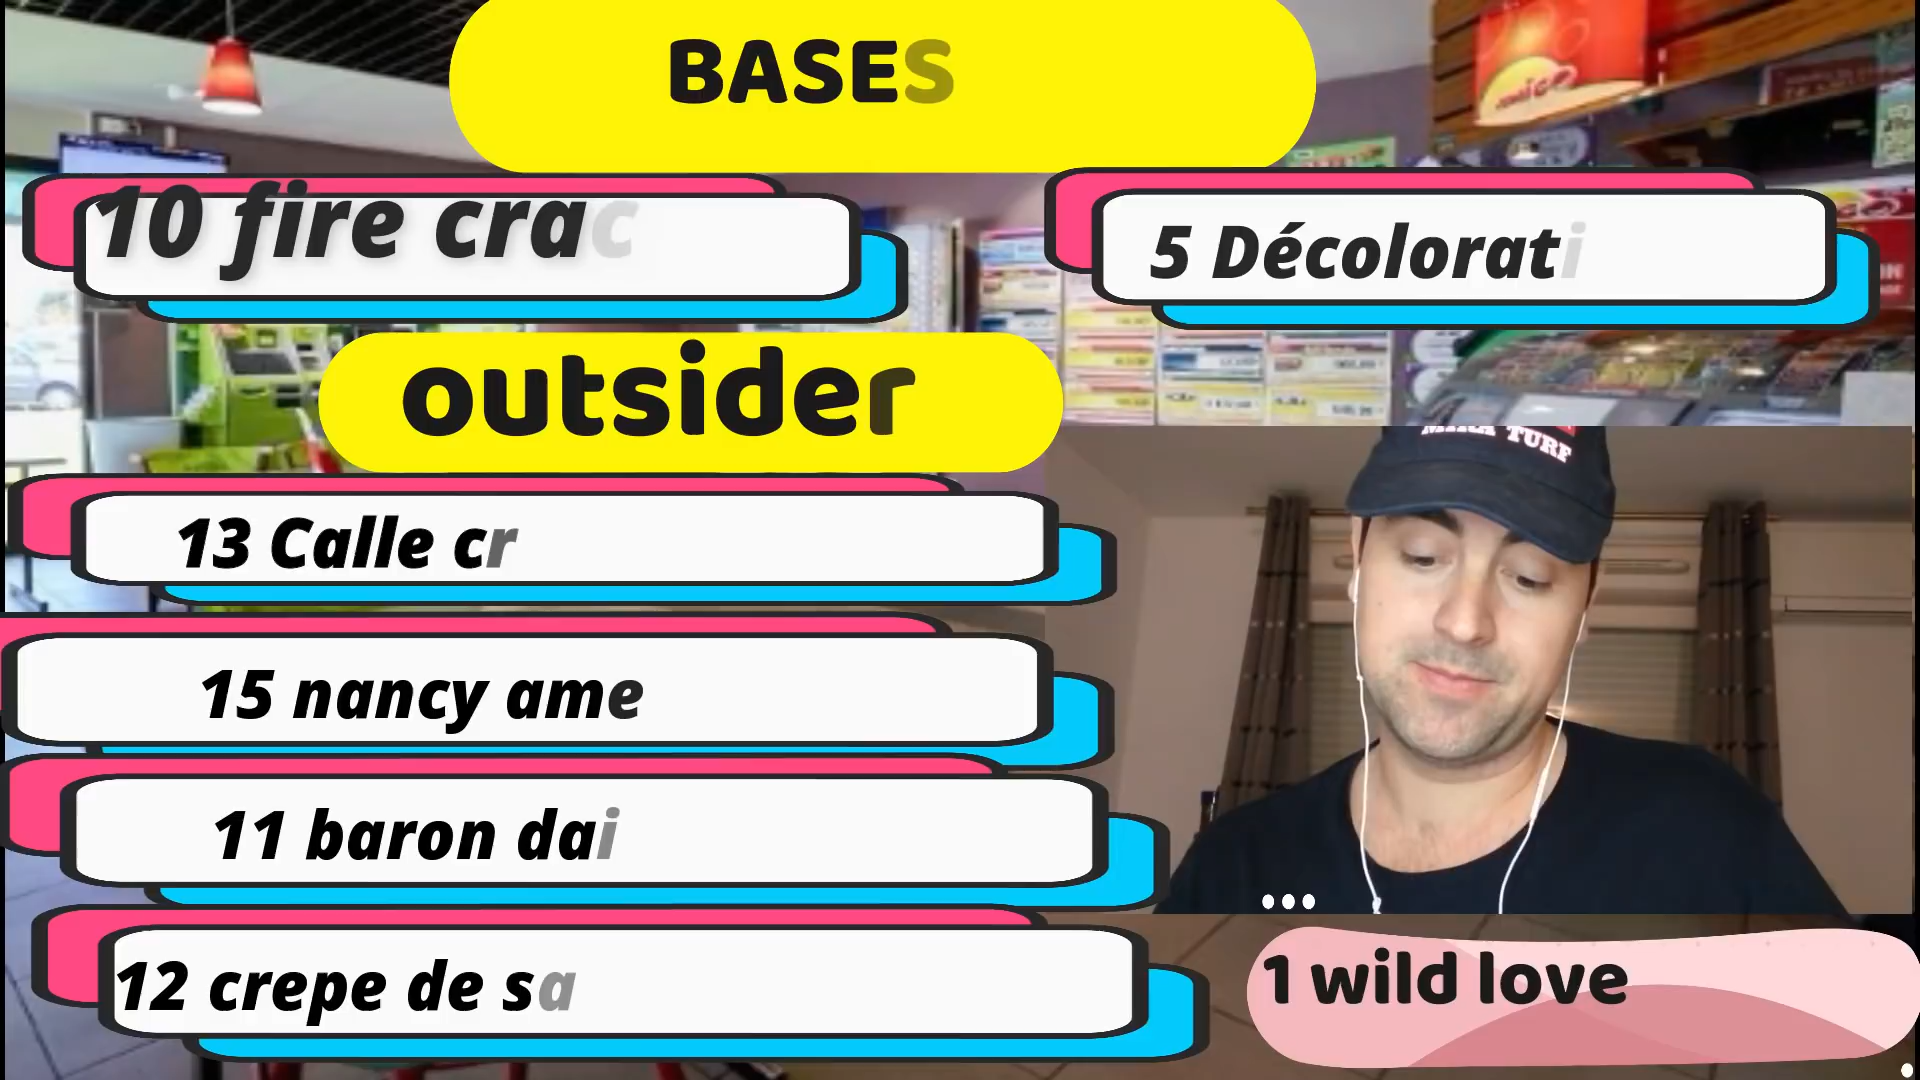 BASES
10 fire crac
5 Décolorati
outsider
TURF
13 Calle cr
15 nancy ame
11 baron dai
12 crepe de sa
1 wild love